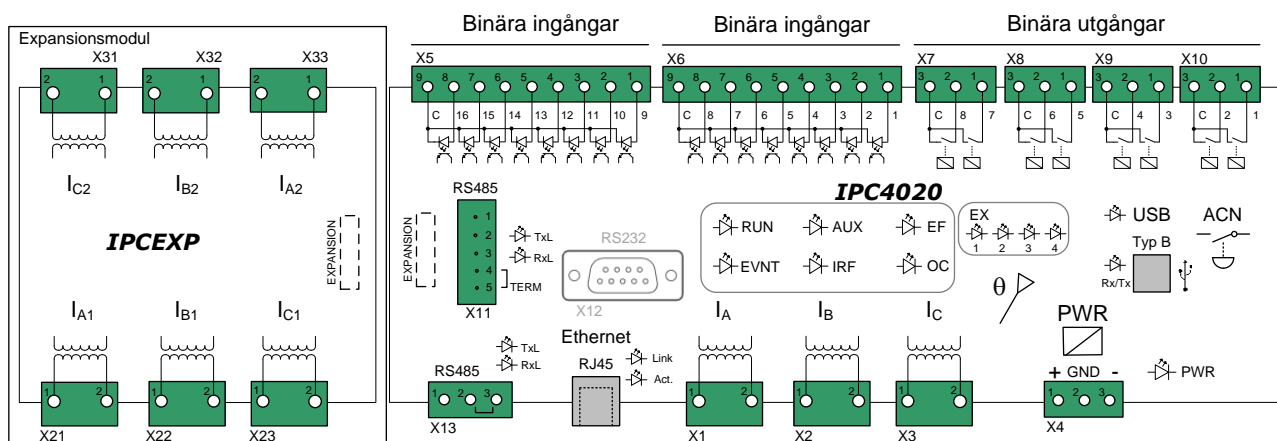 Expansionsmodul
X31 X32 X33
2 1 2 1 2 1
IC2 IB2 IA2
IPCEXP
EXPANSION
IA1 IB1 IC1
1 2 1 2 1 2
X21 X22 X23
Binära ingångar Binära ingångar Binära utgångar
X5 X6 X7 X8 X9 X10
9 8 7 6 5 4 3 2 1 9 8 7 6 5 4 3 2 1 3 2 1 3 2 1 3 2 1 3 2 1
C 16 15 14 13 12 11 10 9 C 8 7 6 5 4 3 2 1 C 8 7 C 6 5 C 4 3 C 2 1
IPC4020
EXPANSION
RS485
1
2 TxL
3 RxL
4
5 TERM
X11
RS232
X12
RUN AUX EF
EVNT IRF OC
EX
1 2 3 4
USB
Typ B
Rx/Tx
ACN
θ
RS485
TxL
RxL
1 2 3
X13
Ethernet
RJ45
Link
Act.
IA IB IC
1 2 1 2 1 2
X1 X2 X3
PWR
+ GND -
1 2 3
X4
PWR